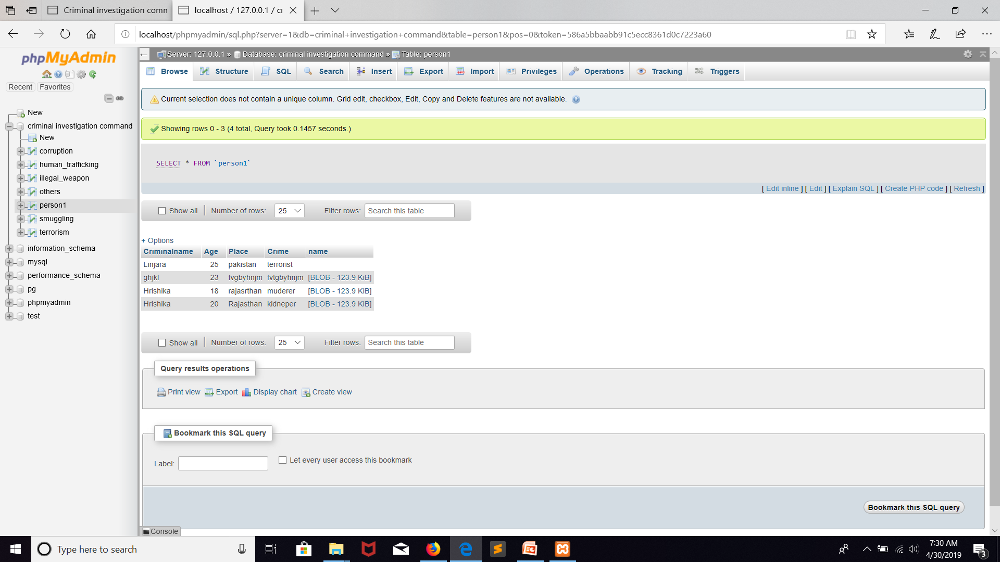 Criminal investigation comm
localhost / 127.0.0.1 / cr
localhost/phpmyadmin/sql.php?server=1&db=criminal+investigation+command&table=person1&pos=0&token=586a5bbaabb91c5ecc8361d0c7223a60
phpMyAdmin
Recent Favorites
New
criminal investigation command
New
corruption
human_trafficking
illegal_weapon
others
person1
smuggling
terrorism
information_schema
mysql
performance_schema
pg
phpmyadmin
test
Server: 127.0.0.1 » Database: criminal investigation command » Table: person1
Browse Structure SQL Search Insert Export Import Privileges Operations Tracking Triggers
Current selection does not contain a unique column. Grid edit, checkbox, Edit, Copy and Delete features are not available.
Showing rows 0 - 3 (4 total, Query took 0.1457 seconds.)
SELECT * FROM `person1`
[ Edit inline ] [ Edit ] [ Explain SQL ] [ Create PHP code ] [ Refresh ]
Show all Number of rows: 25 Filter rows: Search this table
+ Options
Criminalname Age Place Crime name
Linjara 25 pakistan terrorist
ghjkl 23 fvgbyhnjm fvtgbyhnjm [BLOB - 123.9 KiB]
Hrishika 18 rajasrthan muderer [BLOB - 123.9 KiB]
Hrishika 20 Rajasthan kidneper [BLOB - 123.9 KiB]
Show all Number of rows: 25 Filter rows: Search this table
Query results operations
Print view Export Display chart Create view
Bookmark this SQL query
Label: Let every user access this bookmark
Bookmark this SQL query
Console
Type here to search
7:30 AM
4/30/2019
3